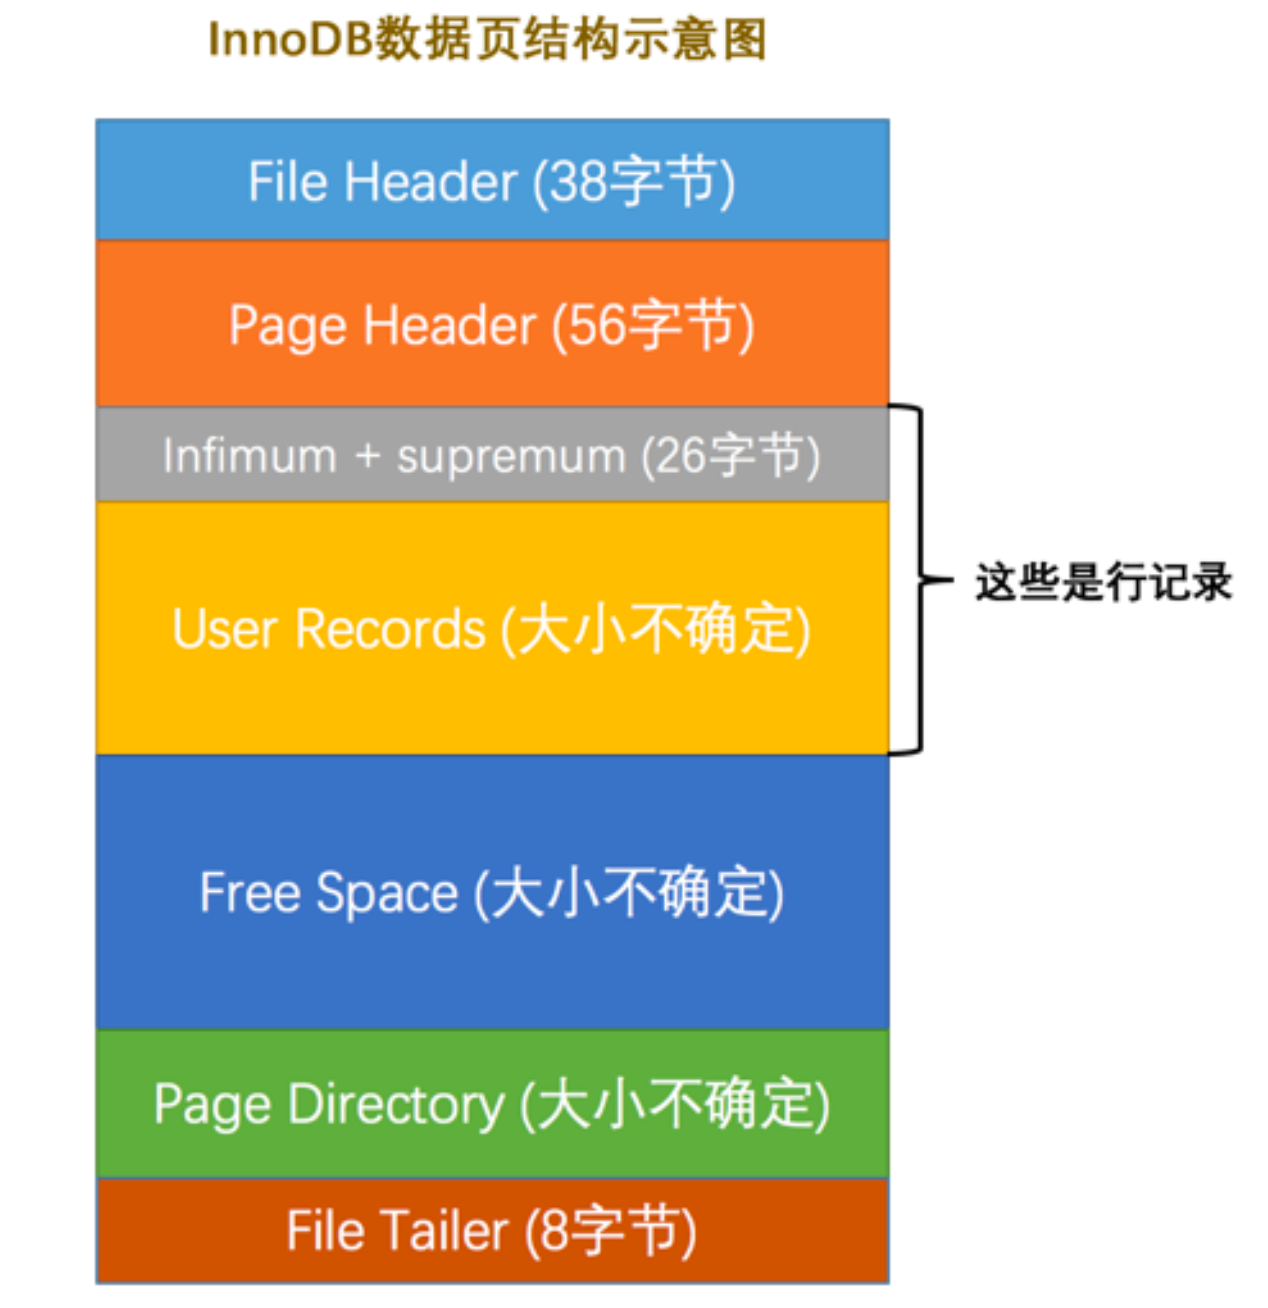 InnoDB数据页结构示意图
File Header (38字节)
Page Header (56字节)
Infimum + supremum (26字节)
User Records (大小不确定)
这些是行记录
Free Space (大小不确定)
Page Directory (大小不确定)
File Tailer (8字节)